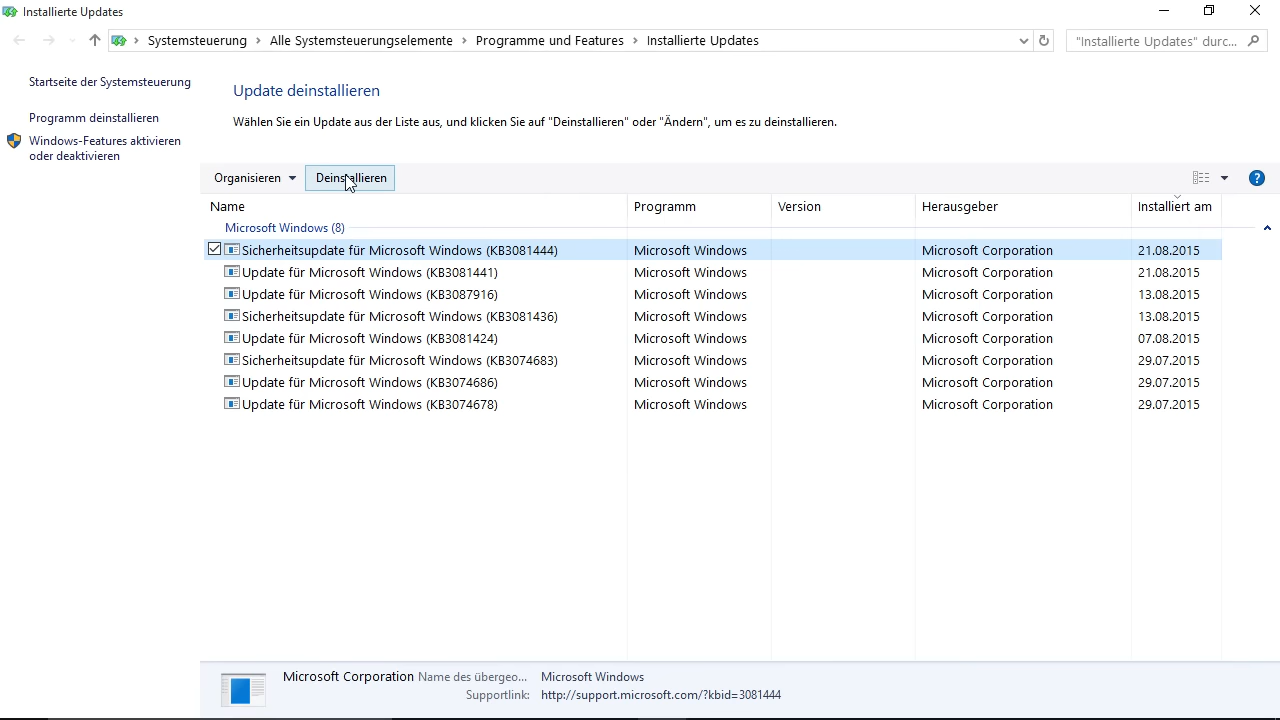 Installierte Updates
Systemsteuerung > Alle Systemsteuerungselemente > Programme und Features > Installierte Updates
"Installierte Updates" durc...
Startseite der Systemsteuerung
Programm deinstallieren
Windows-Features aktivieren
oder deaktivieren
Update deinstallieren
Wählen Sie ein Update aus der Liste aus, und klicken Sie auf "Deinstallieren" oder "Ändern", um es zu deinstallieren.
Organisieren Deinstallieren
Name Programm Version Herausgeber Installiert am
Microsoft Windows (8)
Sicherheitsupdate für Microsoft Windows (KB3081444) Microsoft Windows Microsoft Corporation 21.08.2015
Update für Microsoft Windows (KB3081441) Microsoft Windows Microsoft Corporation 21.08.2015
Update für Microsoft Windows (KB3087916) Microsoft Windows Microsoft Corporation 13.08.2015
Sicherheitsupdate für Microsoft Windows (KB3081436) Microsoft Windows Microsoft Corporation 13.08.2015
Update für Microsoft Windows (KB3081424) Microsoft Windows Microsoft Corporation 07.08.2015
Sicherheitsupdate für Microsoft Windows (KB3074683) Microsoft Windows Microsoft Corporation 29.07.2015
Update für Microsoft Windows (KB3074686) Microsoft Windows Microsoft Corporation 29.07.2015
Update für Microsoft Windows (KB3074678) Microsoft Windows Microsoft Corporation 29.07.2015
Microsoft Corporation Name des übergeo... Microsoft Windows
Supportlink: http://support.microsoft.com/?kbid=3081444